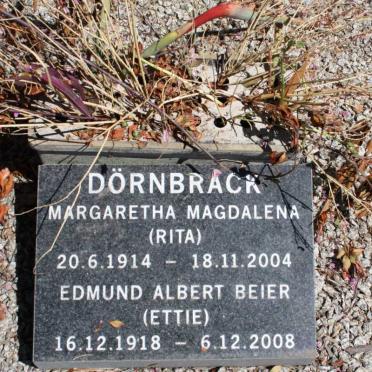 DÖRNBRACK
MARGARETHA MAGDALENA
(RITA)
20.6.1914 – 18.11.2004
EDMUND ALBERT BEIER
(ETTIE)
16.12.1918 – 6.12.2008